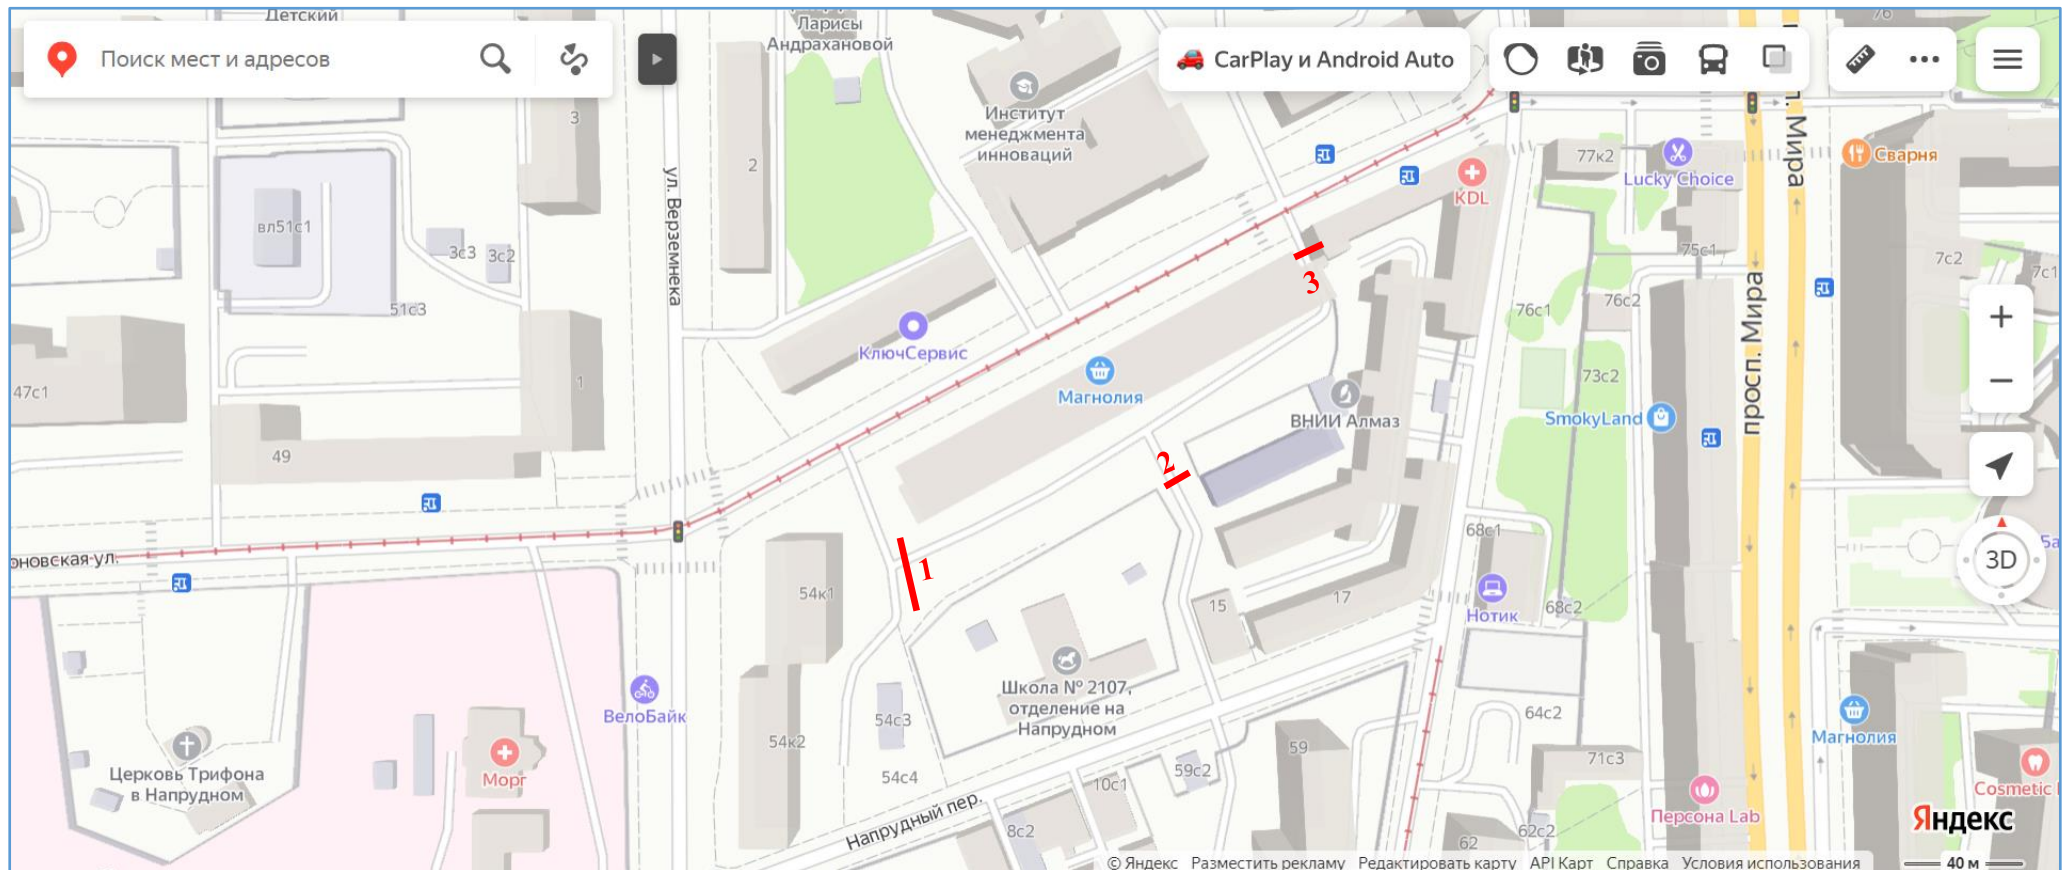 Детский
Поиск мест и адресов
Ларисы
Андрахановой
CarPlay и Android Auto
76
Институт
менеджмента
инноваций
3
2
ул. Верземнека
77к2
Lucky Choice
просп. Мира
Сварня
KDL
вл51с1
3с3
3с2
51с3
75с1
7с2
7с1
76с1
76с2
3
КлючСервис
Магнолия
47с1
1
73с2
SmokyLand
ВНИИ Алмаз
просп. Мира
49
2
68с1
оновская ул.
54к1
1
15
17
Нотик
68с2
5а
3D
Школа № 2107,
отделение на
Напрудном
ВелоБайк
54с3
54к2
54с4
64с2
59
71с3
Магнолия
Церковь Трифона
в Напрудном
Морг
59с2
10с1
Напрудный пер.
8с2
62
62с2
Персона Lab
Cosmetic
Яндекс
© Яндекс Разместить рекламу Редактировать карту API Карт Справка Условия использования
40 м